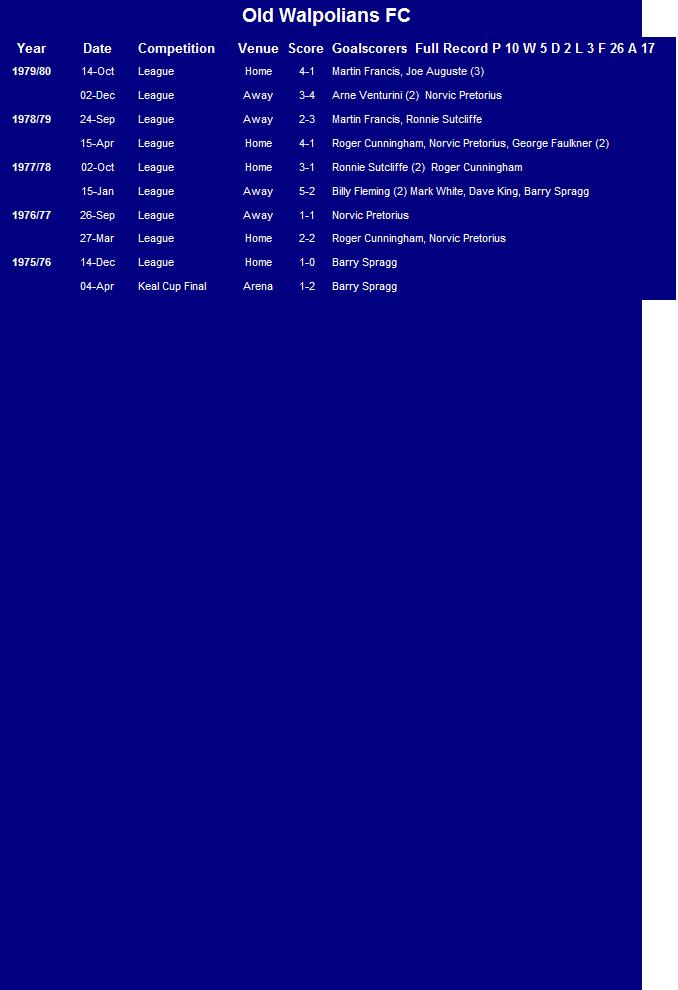 Old Walpolians FC
Year Date Competition Venue Score Goalscorers Full Record P 10 W 5 D 2 L 3 F 26 A 17
1979/80 14-Oct League Home 4-1 Martin Francis, Joe Auguste (3)
02-Dec League Away 3-4 Arne Venturini (2) Norvic Pretorius
1978/79 24-Sep League Away 2-3 Martin Francis, Ronnie Sutcliffe
15-Apr League Home 4-1 Roger Cunningham, Norvic Pretorius, George Faulkner (2)
1977/78 02-Oct League Home 3-1 Ronnie Sutcliffe (2) Roger Cunningham
15-Jan League Away 5-2 Billy Fleming (2) Mark White, Dave King, Barry Spragg
1976/77 26-Sep League Away 1-1 Norvic Pretorius
27-Mar League Home 2-2 Roger Cunningham, Norvic Pretorius
1975/76 14-Dec League Home 1-0 Barry Spragg
04-Apr Keal Cup Final Arena 1-2 Barry Spragg